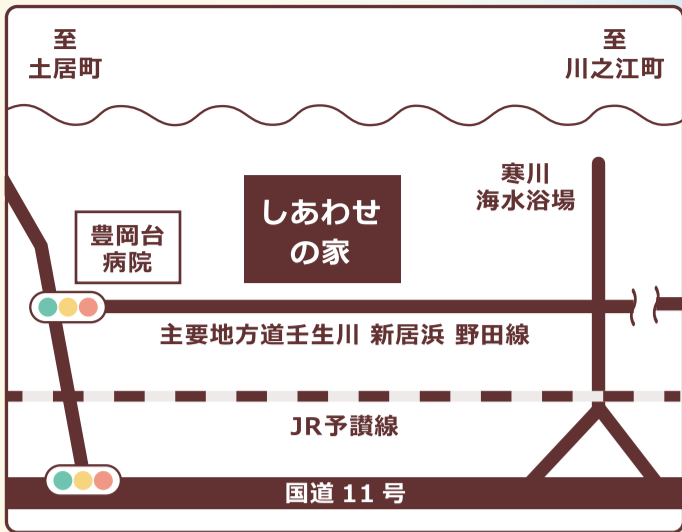 至
土居町
至
川之江町
寒川
海水浴場
しあわせ
の家
豊岡台
病院
主要地方道壬生川 新居浜 野田線
JR予讃線
国道 11 号